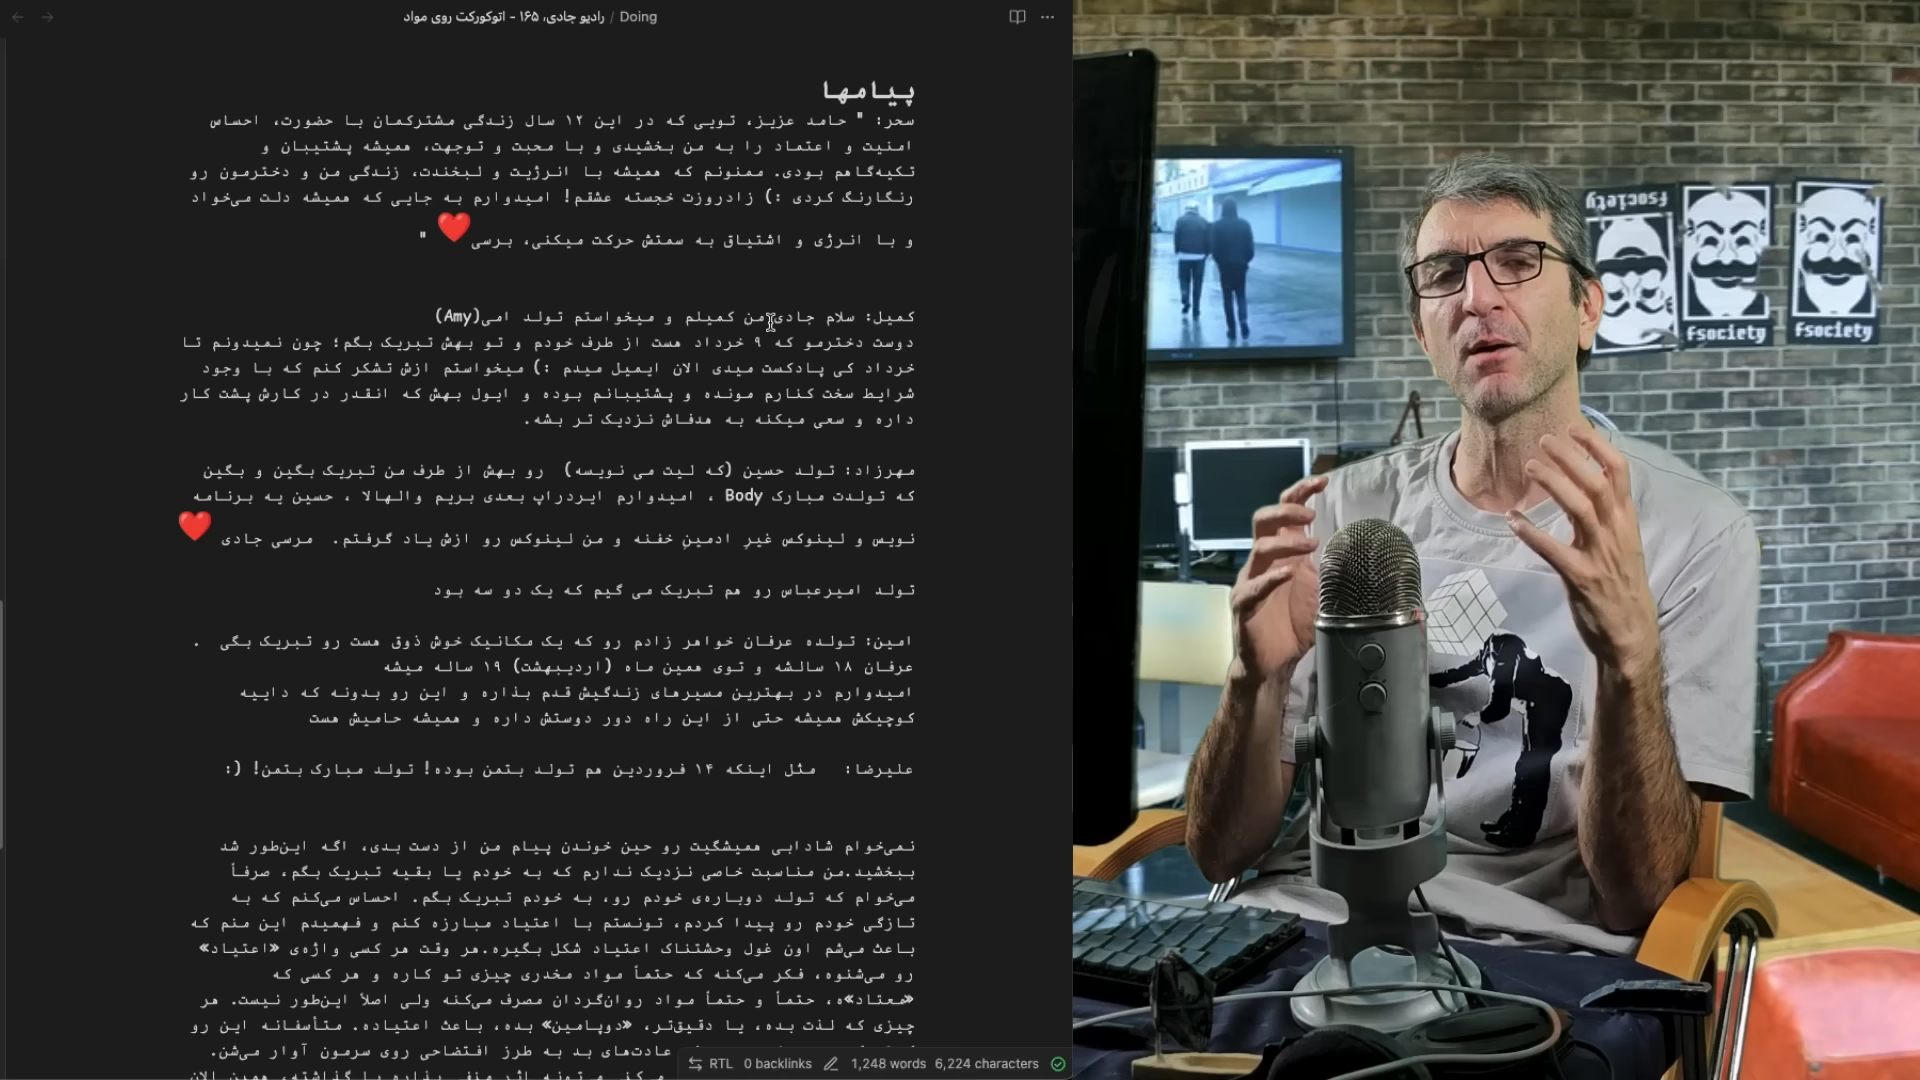 Doing / رادیو جادی، ۱۶۵ - اتوکورکت روی مواد
پیامها
سحر: " حامد عزیز، تویی که در این ۱۲ سال زندگی مشترکمان با حضورت، احساس
امنیت و اعتماد را به من بخشیدی و با محبت و توجهت، همیشه پشتیبان و
تکیه‌گاهم بودی. ممنونم که همیشه با انرژیت و لبخندت، زندگی من و دخترمون رو
رنگارنگ کردی :) زادروزت خجسته عشقم! امیدوارم به جایی که همیشه دلت می‌خواد
و با انرژی و اشتیاق به سمتش حرکت میکنی، برسی❤️ "
کمیل: سلام جادی من کمیلم و میخواستم تولد امی(Amy)
دوست دخترمو که ۹ خرداد هست از طرف خودم و تو بهش تبریک بگم؛ چون نمیدونم تا
خرداد کی پادکست میدی الان ایمیل میدم :) میخواستم ازش تشکر کنم که با وجود
شرایط سخت کنارم مونده و پشتیبانم بوده و ایول بهش که انقدر در کارش پشت کار
داره و سعی میکنه به هدفاش نزدیک تر بشه.
مهرزاد: تولد حسین (که لیت می نویسه) رو بهش از طرف من تبریک بگین و بگین
که تولدت مبارک Body ، امیدوارم ایردراپ بعدی بریم والهالا ، حسین یه برنامه
نویس و لینوکس غیرِ ادمینِ خفنه و من لینوکس رو ازش یاد گرفتم. مرسی جادی ❤️
تولد امیرعباس رو هم تبریک می گیم که یک دو سه بود
امین: تولده عرفان خواهر زادم رو که یک مکانیک خوش ذوق هست رو تبریک بگی .
عرفان ۱۸ سالشه و توی همین ماه (اردیبهشت) ۱۹ ساله میشه
امیدوارم در بهترین مسیرهای زندگیش قدم بذاره و این رو بدونه که داییه
کوچیکش همیشه حتی از این راه دور دوستش داره و همیشه حامیش هست
علیرضا: مثل اینکه ۱۴ فروردین هم تولد بتمن بوده! تولد مبارک بتمن! (:
نمی‌خوام شادابی همیشگیت رو حین خوندن پیام من از دست بدی، اگه این‌طور شد
ببخشید.من مناسبت خاصی نزدیک ندارم که به خودم یا بقیه تبریک بگم، صرفاً
می‌خوام که تولد دوباره‌ی خودم رو، به خودم تبریک بگم. احساس می‌کنم که به
تازگی خودم رو پیدا کردم، تونستم با اعتیاد مبارزه کنم و فهمیدم این منم که
باعث می‌شم اون غول وحشتناک اعتیاد شکل بگیره.هر وقت هر کسی واژه‌ی «اعتیاد»
رو می‌شنوه، فکر می‌کنه که حتماً مواد مخدری چیزی تو کاره و هر کسی که
«معتاد»ه، حتماً و حتماً مواد روان‌گردان مصرف می‌کنه ولی اصلاً این‌طور نیست. هر
چیزی که لذت بده، یا دقیق‌تر، «دوپامین» بده، باعث اعتیاده. متأسفانه این رو
عادت‌های بد به طرز افتضاحی روی سرمون آوار می‌شن.
RTL 0 backlinks 1,248 words 6,224 characters
fsociety
fsociety
fsociety